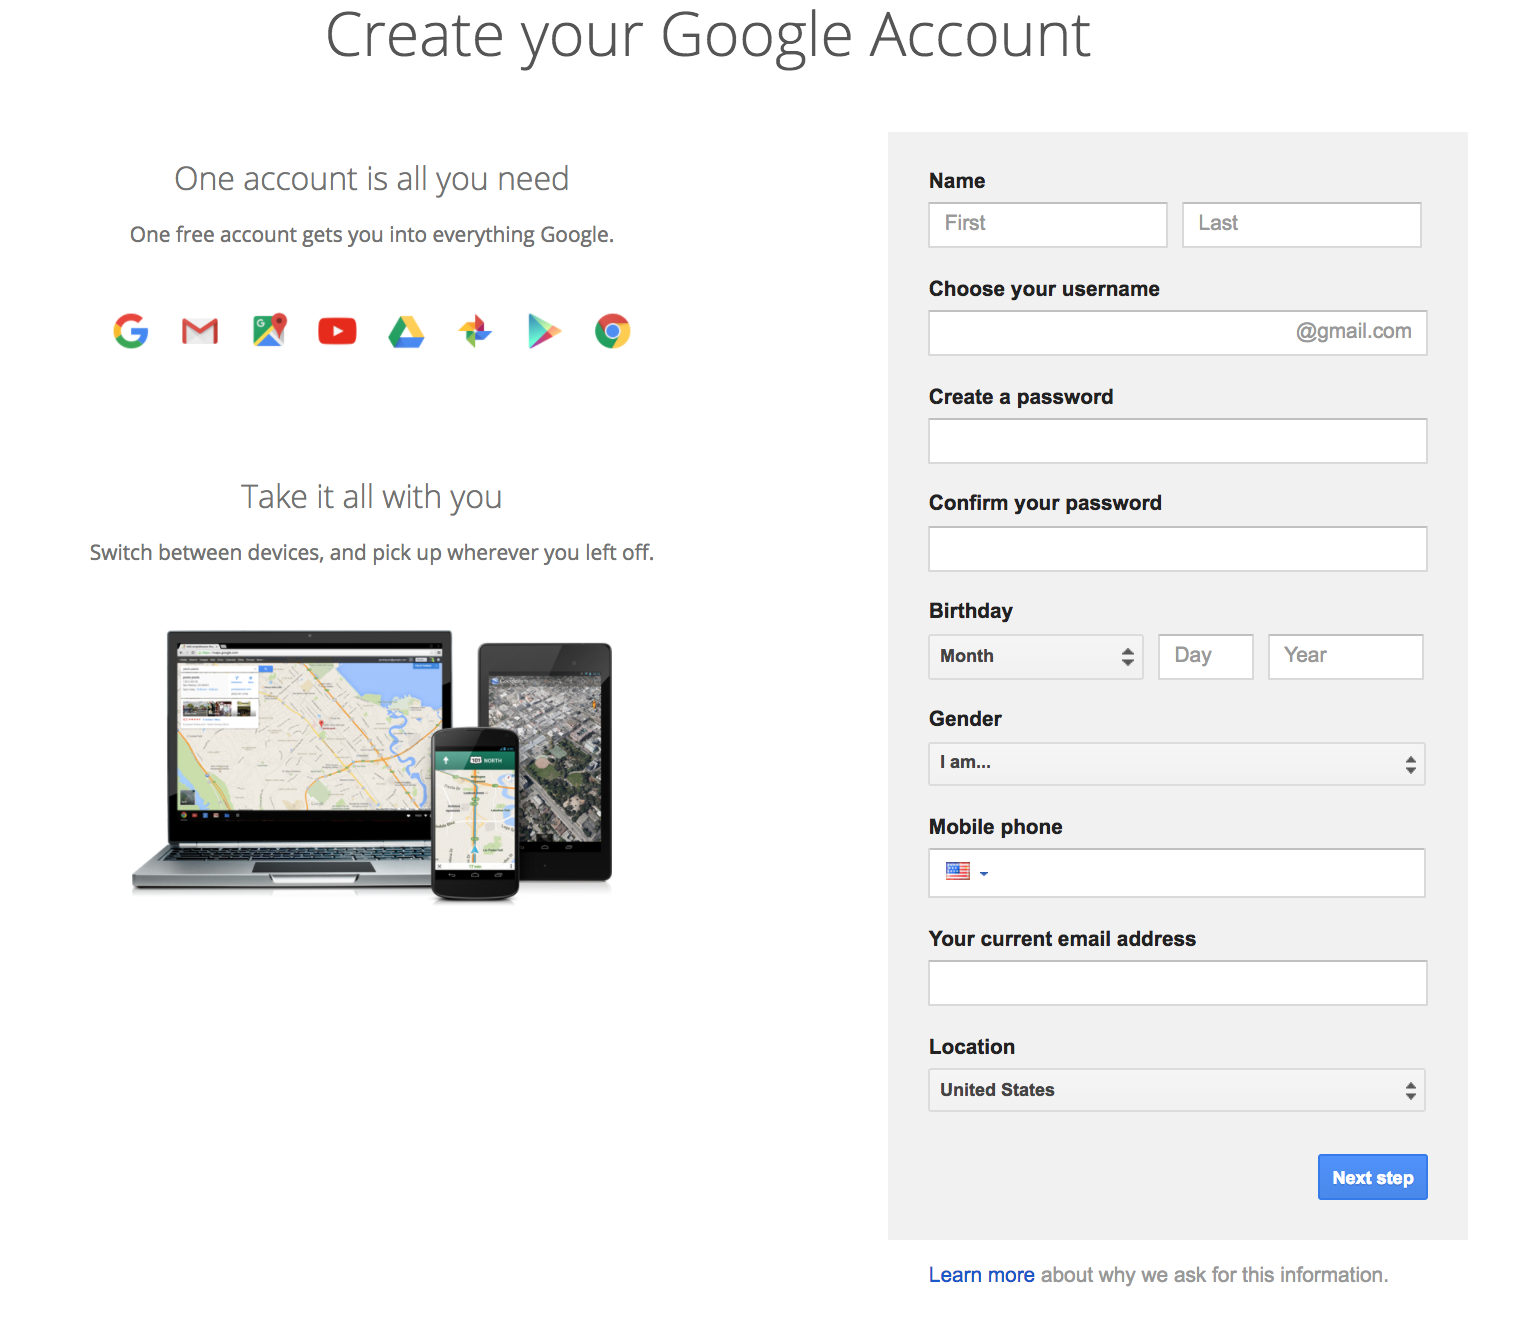 Create your Google Account
One account is all you need
One free account gets you into everything Google.
Take it all with you
Switch between devices, and pick up wherever you left off.
101 NORTH
Name
First Last
Choose your username
@gmail.com
Create a password
Confirm your password
Birthday
Month Day Year
Gender
I am...
Mobile phone
Your current email address
Location
United States
Next step
Learn more about why we ask for this information.